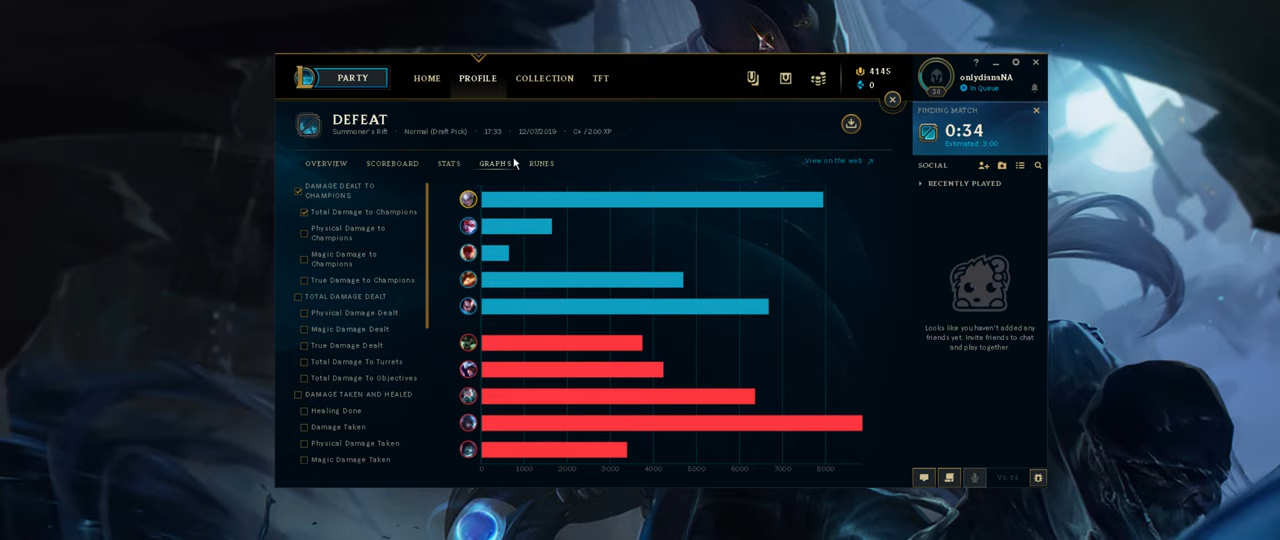 PARTY
HOME
PROFILE
COLLECTION
TFT
4145
0
?
38
onlydiansNA
In Queue
DEFEAT
Summoner's Rift · Normal (Draft Pick) · 17:33 · 12/07/2019 · C+ / 200 XP
FINDING MATCH
0:34
Estimated: 3:00
OVERVIEW
SCOREBOARD
STATS
GRAPHS
RUNES
View on the web
SOCIAL
RECENTLY PLAYED
DAMAGE DEALT TO
CHAMPIONS
Total Damage to Champions
Physical Damage to
Champions
Magic Damage to
Champions
True Damage to Champions
TOTAL DAMAGE DEALT
Physical Damage Dealt
Magic Damage Dealt
True Damage Dealt
Total Damage To Turrets
Total Damage To Objectives
DAMAGE TAKEN AND HEALED
Healing Done
Damage Taken
Physical Damage Taken
Magic Damage Taken
0 1000 2000 3000 4000 5000 6000 7000 8000
Looks like you haven't added any
friends yet. Invite friends to chat
and play together.
V9.24